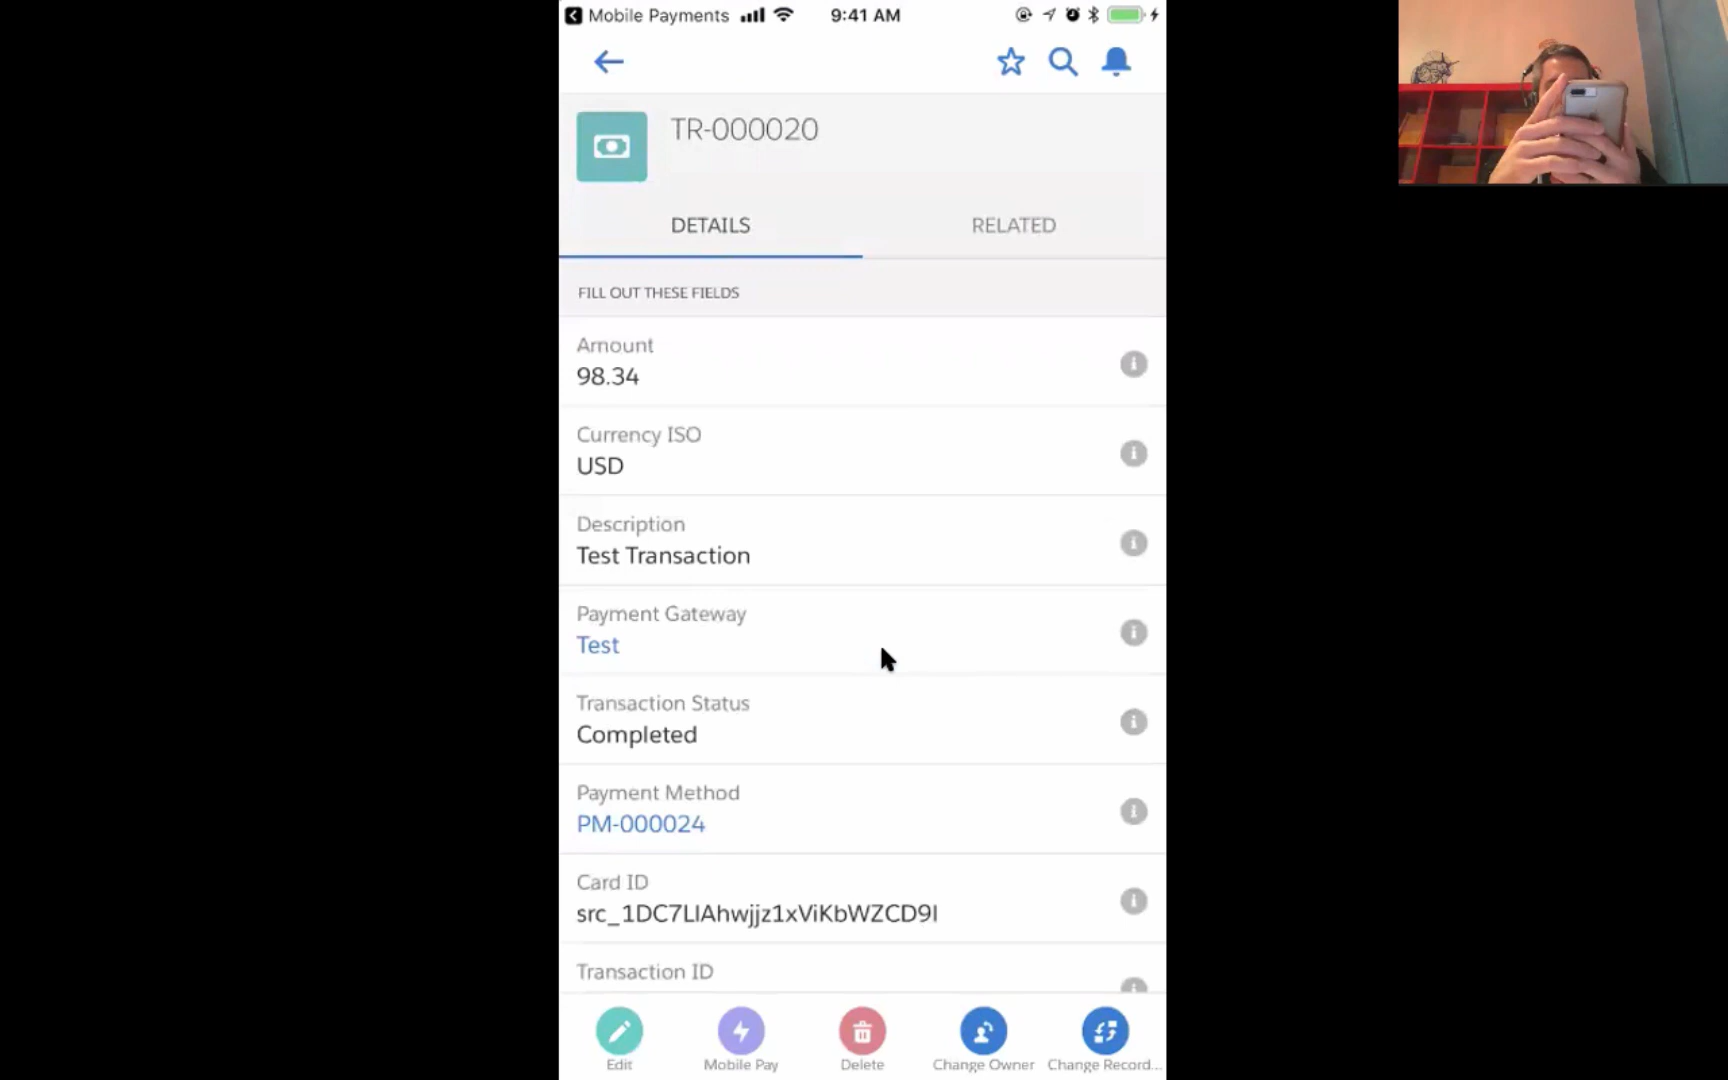 Mobile Payments 9:41 AM
TR-000020
DETAILS RELATED
FILL OUT THESE FIELDS
Amount
98.34
Currency ISO
USD
Description
Test Transaction
Payment Gateway
Test
Transaction Status
Completed
Payment Method
PM-000024
Card ID
src_1DC7LIAhwjjz1xViKbWZCD9I
Transaction ID
Edit Mobile Pay Delete Change Owner Change Record...